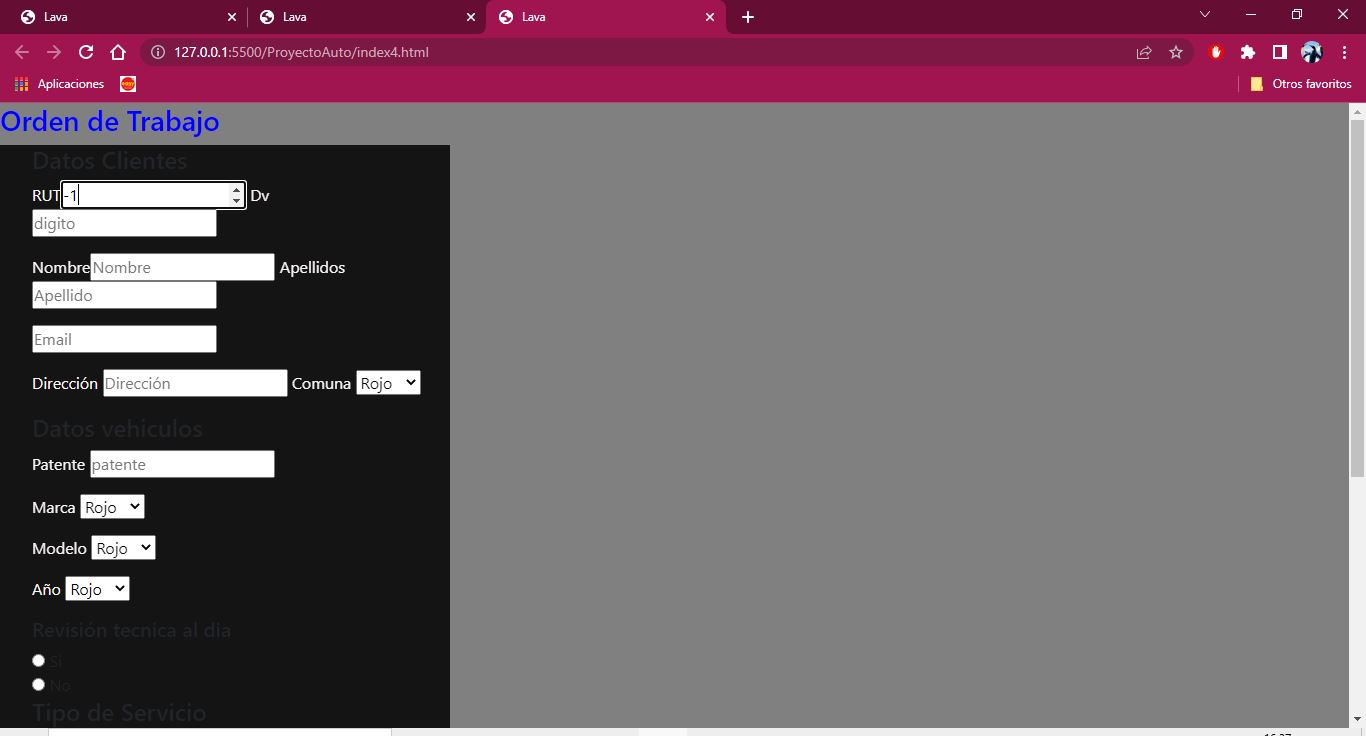 Lava
Lava
Lava
127.0.0.1:5500/ProyectoAuto/index4.html
Aplicaciones
Otros favoritos
Orden de Trabajo
Datos Clientes
RUT -1 Dv
digito
Nombre Nombre Apellidos
Apellido
Email
Dirección Dirección Comuna Rojo
Datos vehiculos
Patente patente
Marca Rojo
Modelo Rojo
Año Rojo
Revisión tecnica al dia
Si
No
Tipo de Servicio